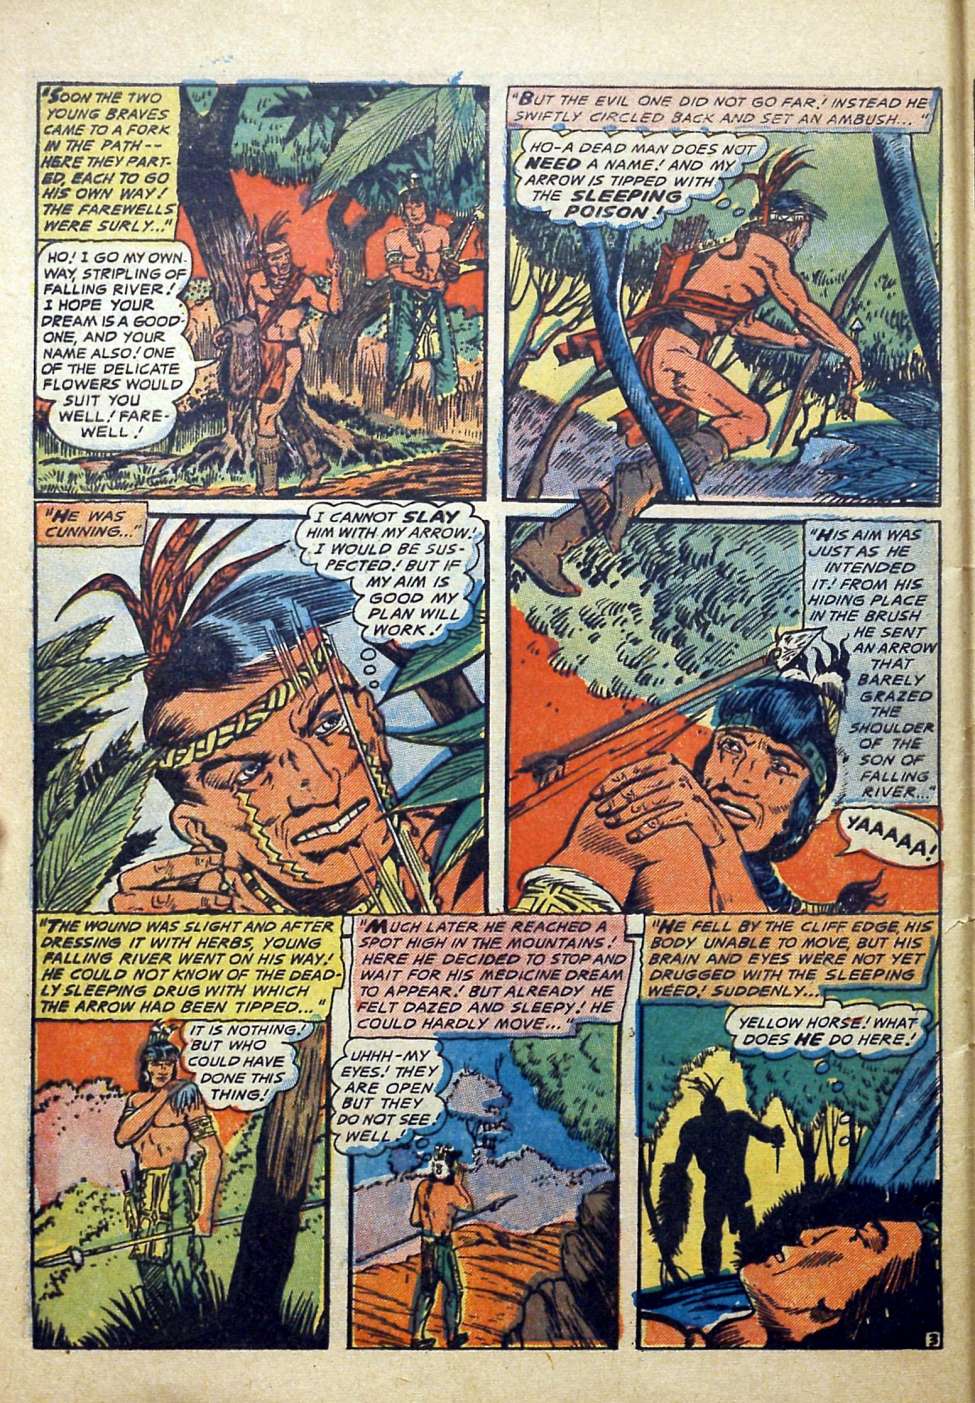 "SOON THE TWO
YOUNG BRAVES
CAME TO A FORK
IN THE PATH--
HERE THEY PART-
ED, EACH TO GO
HIS OWN WAY!
THE FAREWELLS
WERE SURLY..."
HO! I GO MY OWN-
WAY, STRIPLING OF
FALLING RIVER!
I HOPE YOUR
DREAM IS A GOOD-
ONE, AND YOUR
NAME ALSO! ONE
OF THE DELICATE
FLOWERS WOULD
SUIT YOU
WELL! FARE-
WELL!
"BUT THE EVIL ONE DID NOT GO FAR! INSTEAD HE
SWIFTLY CIRCLED BACK AND SET AN AMBUSH..."
HO-A DEAD MAN DOES NOT
NEED A NAME! AND MY
ARROW IS TIPPED WITH
THE SLEEPING
POISON!
"HE WAS
CUNNING..."
I CANNOT SLAY
HIM WITH MY ARROW!
I WOULD BE SUS-
PECTED! BUT IF
MY AIM IS
GOOD MY
PLAN WILL
WORK!
"HIS AIM WAS
JUST AS HE
INTENDED
IT! FROM HIS
HIDING PLACE
IN THE BRUSH
HE SENT
AN ARROW
THAT
BARELY
GRAZED
THE
SHOULDER
OF THE
SON OF
FALLING
RIVER..."
YAAAAA!
"THE WOUND WAS SLIGHT AND AFTER
DRESSING IT WITH HERBS, YOUNG
FALLING RIVER WENT ON HIS WAY!
HE COULD NOT KNOW OF THE DEAD-
LY SLEEPING DRUG WITH WHICH
THE ARROW HAD BEEN TIPPED..."
IT IS NOTHING!
BUT WHO
COULD HAVE
DONE THIS
THING!
"MUCH LATER HE REACHED A
SPOT HIGH IN THE MOUNTAINS!
HERE HE DECIDED TO STOP AND
WAIT FOR HIS MEDICINE DREAM
TO APPEAR! BUT ALREADY HE
FELT DAZED AND SLEEPY! HE
COULD HARDLY MOVE..."
UHHH-MY
EYES! THEY
ARE OPEN
BUT THEY
DO NOT SEE
WELL!
"HE FELL BY THE CLIFF EDGE, HIS
BODY UNABLE TO MOVE, BUT HIS
BRAIN AND EYES WERE NOT YET
DRUGGED WITH THE SLEEPING
WEED! SUDDENLY...
YELLOW HORSE! WHAT
DOES HE DO HERE!
3